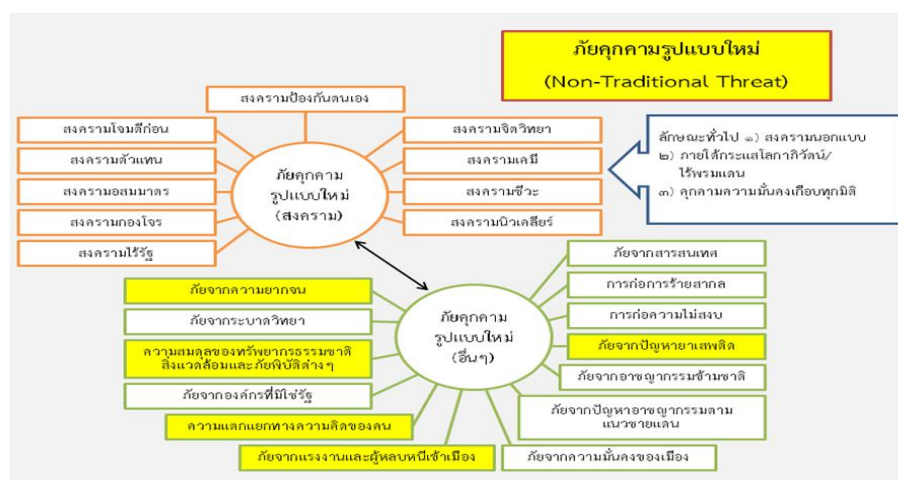 ภัยคุกคามรูปแบบใหม่
(Non-Traditional Threat)
สงครามป้องกันตนเอง
สงครามโจมตีก่อน
สงครามตัวแทน
สงครามอสมมาตร
สงครามกองโจร
สงครามไร้รัฐ
ภัยคุกคาม
รูปแบบใหม่
(สงคราม)
สงครามจิตวิทยา
สงครามเคมี
สงครามชีวะ
สงครามนิวเคลียร์
ลักษณะทั่วไป ๑) สงครามนอกแบบ
๒) ภายใต้กระแสโลกาภิวัตน์/
ไร้พรมแดน
๓) คุกคามความมั่นคงเกือบทุกมิติ
ภัยจากความยากจน
ภัยจากระบาดวิทยา
ความสมดุลของทรัพยากรธรรมชาติ
สิ่งแวดล้อมและภัยพิบัติต่างๆ
ภัยจากองค์กรที่มิใช่รัฐ
ความแตกแยกทางความคิดของคน
ภัยจากแรงงานและผู้หลบหนีเข้าเมือง
ภัยคุกคาม
รูปแบบใหม่
(อื่นๆ)
ภัยจากสารสนเทศ
การก่อการร้ายสากล
การก่อความไม่สงบ
ภัยจากปัญหายาเสพติด
ภัยจากอาชญากรรมข้ามชาติ
ภัยจากปัญหาอาชญากรรมตาม
แนวชายแดน
ภัยจากความมั่นคงของเมือง